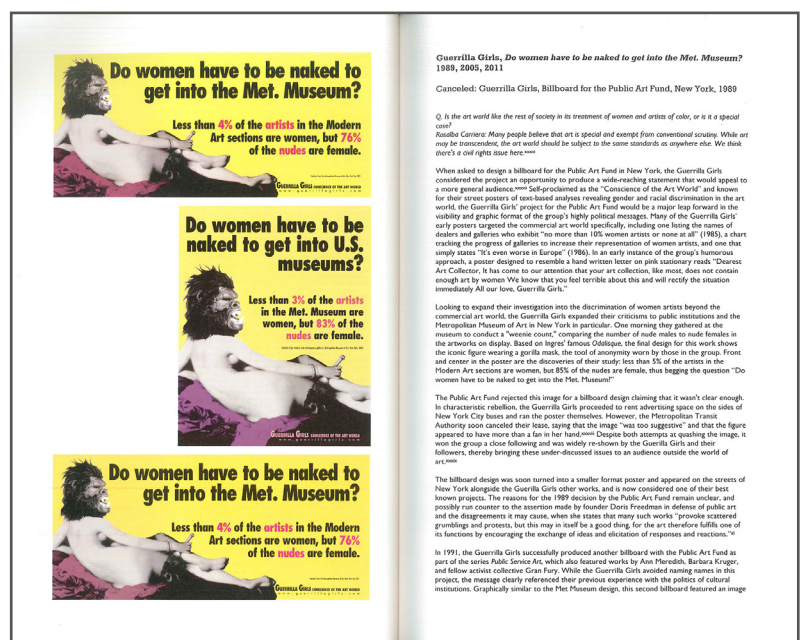 Do women have to be naked to
get into the Met. Museum?
Less than 4% of the artists in the Modern
Art sections are women, but 76%
of the nudes are female.
GUERRILLA GIRLS CONSCIENCE OF THE ART WORLD
www.guerrillagirls.com
Do women have to be
naked to get into U.S.
museums?
Less than 3% of the artists
in the Met. Museum are
women, but 83% of the
nudes are female.
GUERRILLA GIRLS CONSCIENCE OF THE ART WORLD
www.guerrillagirls.com
Do women have to be naked to
get into the Met. Museum?
Less than 4% of the artists in the Modern
Art sections are women, but 76%
of the nudes are female.
GUERRILLA GIRLS CONSCIENCE OF THE ART WORLD
www.guerrillagirls.com
Guerrilla Girls, Do women have to be naked to get into the Met. Museum?
1989, 2005, 2011
Canceled: Guerrilla Girls, Billboard for the Public Art Fund, New York, 1989
Q. Is the art world like the rest of society in its treatment of women and artists of color, or is it a special
case?
Rosalba Carriera: Many people believe that art is special and exempt from conventional scrutiny. While art
may be transcendent, the art world should be subject to the same standards as anywhere else. We think
there's a civil rights issue here.
When asked to design a billboard for the Public Art Fund in New York, the Guerrilla Girls
considered the project an opportunity to produce a wide-reaching statement that would appeal to
a more general audience. Self-proclaimed as the "Conscience of the Art World" and known
for their street posters of text-based analyses revealing gender and racial discrimination in the art
world, the Guerrilla Girls' project for the Public Art Fund would be a major leap forward in the
visibility and graphic format of the group's highly political messages. Many of the Guerrilla Girls'
early posters targeted the commercial art world specifically, including one listing the names of
dealers and galleries who exhibit "no more than 10% women artists or none at all" (1985), a chart
tracking the progress of galleries to increase their representation of women artists, and one that
simply states "It's even worse in Europe" (1986). In an early instance of the group's humorous
approach, a poster designed to resemble a hand written letter on pink stationary reads "Dearest
Art Collector, It has come to our attention that your art collection, like most, does not contain
enough art by women We know that you feel terrible about this and will rectify the situation
immediately All our love, Guerrilla Girls."
Looking to expand their investigation into the discrimination of women artists beyond the
commercial art world, the Guerrilla Girls expanded their criticisms to public institutions and the
Metropolitan Museum of Art in New York in particular. One morning they gathered at the
museum to conduct a "weenie count," comparing the number of nude males to nude females in
the artworks on display. Based on Ingres' famous Odalisque, the final design for this work shows
the iconic figure wearing a gorilla mask, the tool of anonymity worn by those in the group. Front
and center in the poster are the discoveries of their study: less than 5% of the artists in the
Modern Art sections are women, but 85% of the nudes are female, thus begging the question "Do
women have to be naked to get into the Met. Museum?"
The Public Art Fund rejected this image for a billboard design claiming that it wasn't clear enough.
In characteristic rebellion, the Guerrilla Girls proceeded to rent advertising space on the sides of
New York City buses and ran the poster themselves. However, the Metropolitan Transit
Authority soon canceled their lease, saying that the image "was too suggestive" and that the figure
appeared to have more than a fan in her hand. Despite both attempts at quashing the image, it
won the group a close following and was widely re-shown by the Guerrilla Girls and their
followers, thereby bringing these under-discussed issues to an audience outside the world of
art.
The billboard design was soon turned into a smaller format poster and appeared on the streets of
New York alongside the Guerrilla Girls other works, and is now considered one of their best
known projects. The reasons for the 1989 decision by the Public Art Fund remain unclear, and
possibly run counter to the assertion made by founder Doris Freedman in defense of public art
and the disagreements it may cause, when she states that many such works "provoke scattered
grumblings and protests, but this may in itself be a good thing, for the art therefore fulfills one of
its functions by encouraging the exchange of ideas and elicitation of responses and reactions."
In 1991, the Guerrilla Girls successfully produced another billboard with the Public Art Fund as
part of the series Public Service Art, which also featured works by Ann Meredith, Barbara Kruger,
and fellow activist collective Gran Fury. While the Guerrilla Girls avoided naming names in this
project, the message clearly referenced their previous experience with the politics of cultural
institutions. Graphically similar to the Met Museum design, this second billboard featured an image